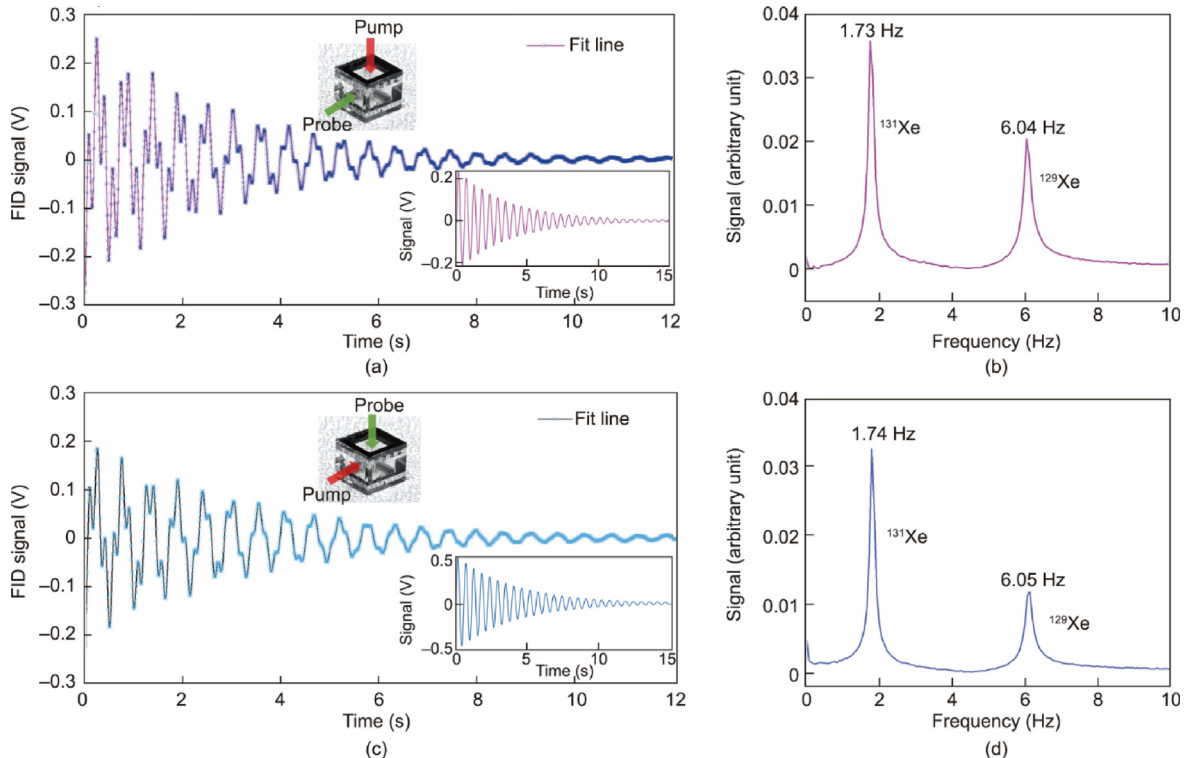 0.3
0.2
0.1
0
–0.1
–0.2
–0.3
FID signal (V)
Pump
Probe
Fit line
0.2
0
–0.2
Signal (V)
0 5 10 15
Time (s)
0 2 4 6 8 10 12
Time (s)
(a)
0.04
0.03
0.02
0.01
0
Signal (arbitrary unit)
1.73 Hz
131Xe
6.04 Hz
129Xe
0 2 4 6 8 10
Frequency (Hz)
(b)
0.3
0.2
0.1
0
–0.1
–0.2
–0.3
FID signal (V)
Probe
Pump
Fit line
0.5
0
–0.5
Signal (V)
0 5 10 15
Time (s)
0 2 4 6 8 10 12
Time (s)
(c)
0.04
0.03
0.02
0.01
0
Signal (arbitrary unit)
1.74 Hz
131Xe
6.05 Hz
129Xe
0 2 4 6 8 10
Frequency (Hz)
(d)